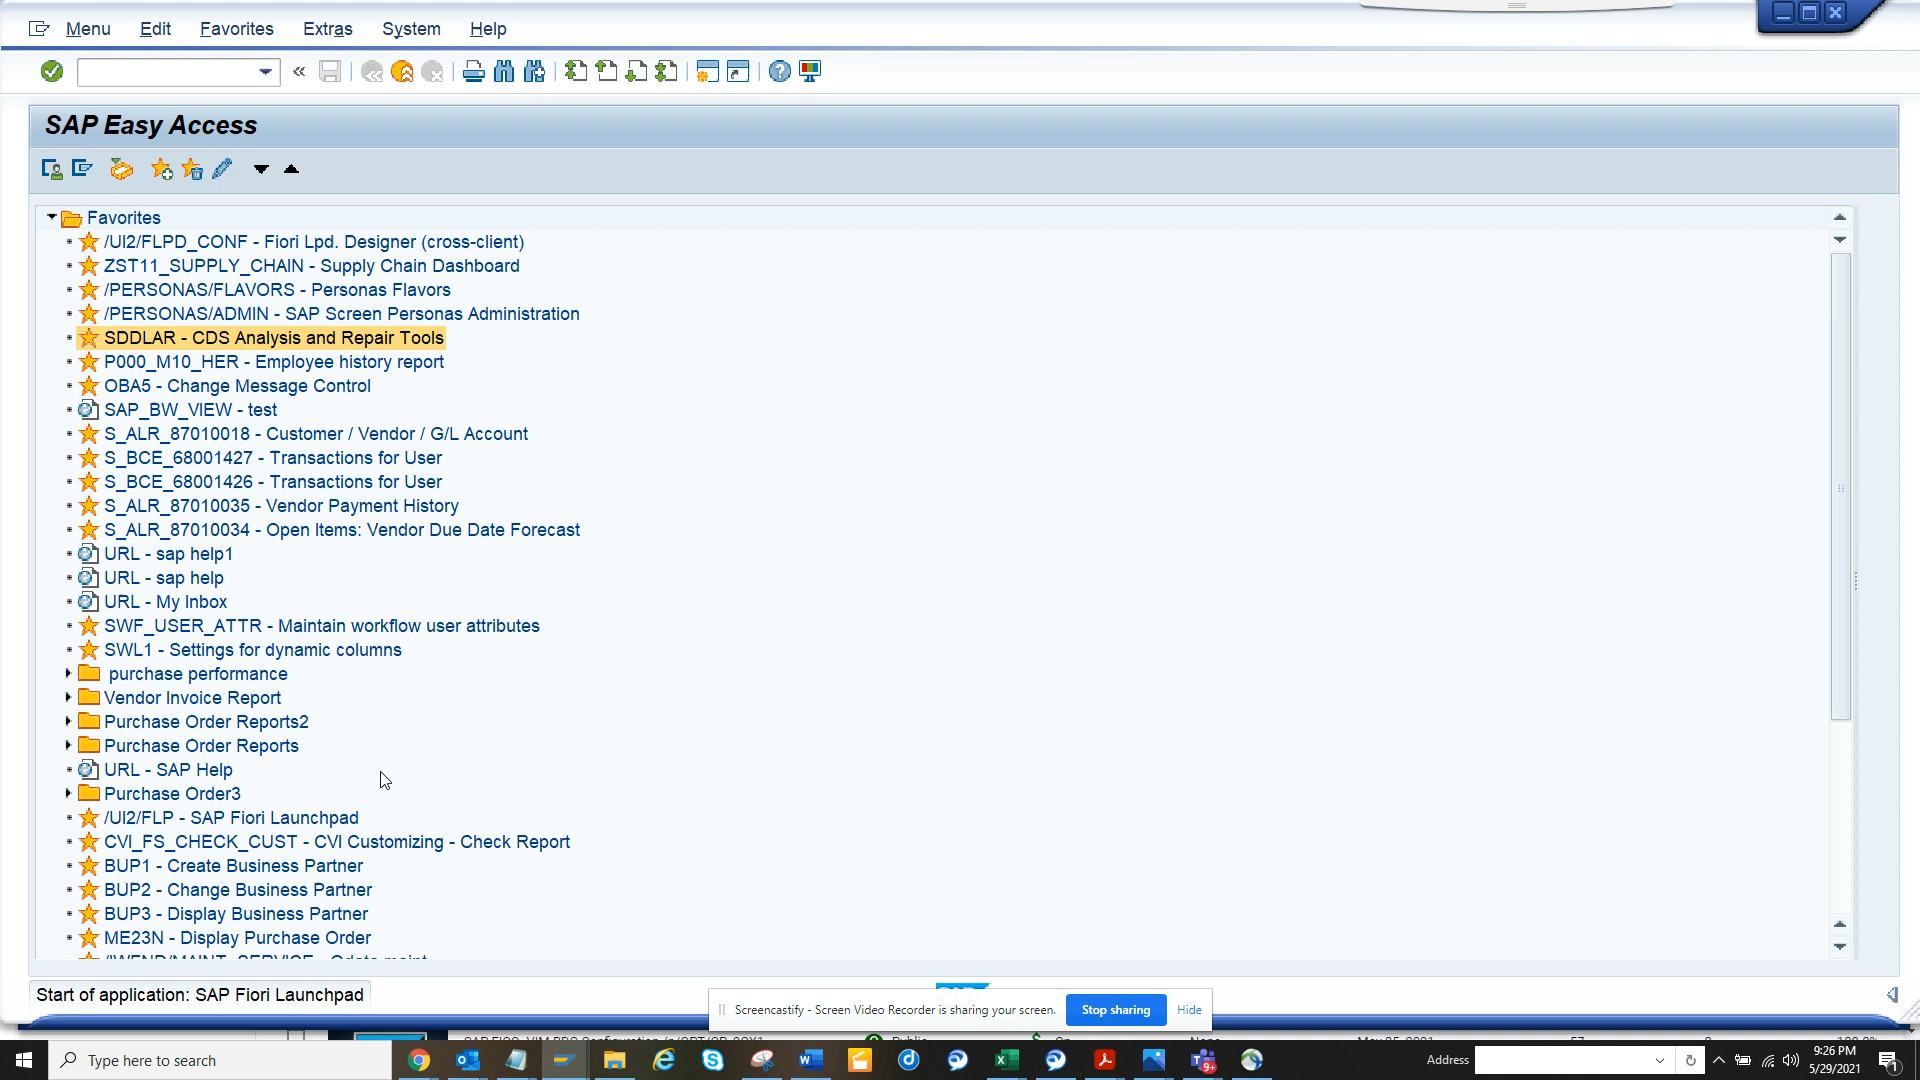 Menu Edit Favorites Extras System Help
SAP Easy Access
Favorites
/UI2/FLPD_CONF - Fiori Lpd. Designer (cross-client)
ZST11_SUPPLY_CHAIN - Supply Chain Dashboard
/PERSONAS/FLAVORS - Personas Flavors
/PERSONAS/ADMIN - SAP Screen Personas Administration
SDDLAR - CDS Analysis and Repair Tools
P000_M10_HER - Employee history report
OBA5 - Change Message Control
SAP_BW_VIEW - test
S_ALR_87010018 - Customer / Vendor / G/L Account
S_BCE_68001427 - Transactions for User
S_BCE_68001426 - Transactions for User
S_ALR_87010035 - Vendor Payment History
S_ALR_87010034 - Open Items: Vendor Due Date Forecast
URL - sap help1
URL - sap help
URL - My Inbox
SWF_USER_ATTR - Maintain workflow user attributes
SWL1 - Settings for dynamic columns
purchase performance
Vendor Invoice Report
Purchase Order Reports2
Purchase Order Reports
URL - SAP Help
Purchase Order3
/UI2/FLP - SAP Fiori Launchpad
CVI_FS_CHECK_CUST - CVI Customizing - Check Report
BUP1 - Create Business Partner
BUP2 - Change Business Partner
BUP3 - Display Business Partner
ME23N - Display Purchase Order
Start of application: SAP Fiori Launchpad
Screencastify - Screen Video Recorder is sharing your screen. Stop sharing Hide
Type here to search
9+
Address
9:26 PM
5/29/2021
1